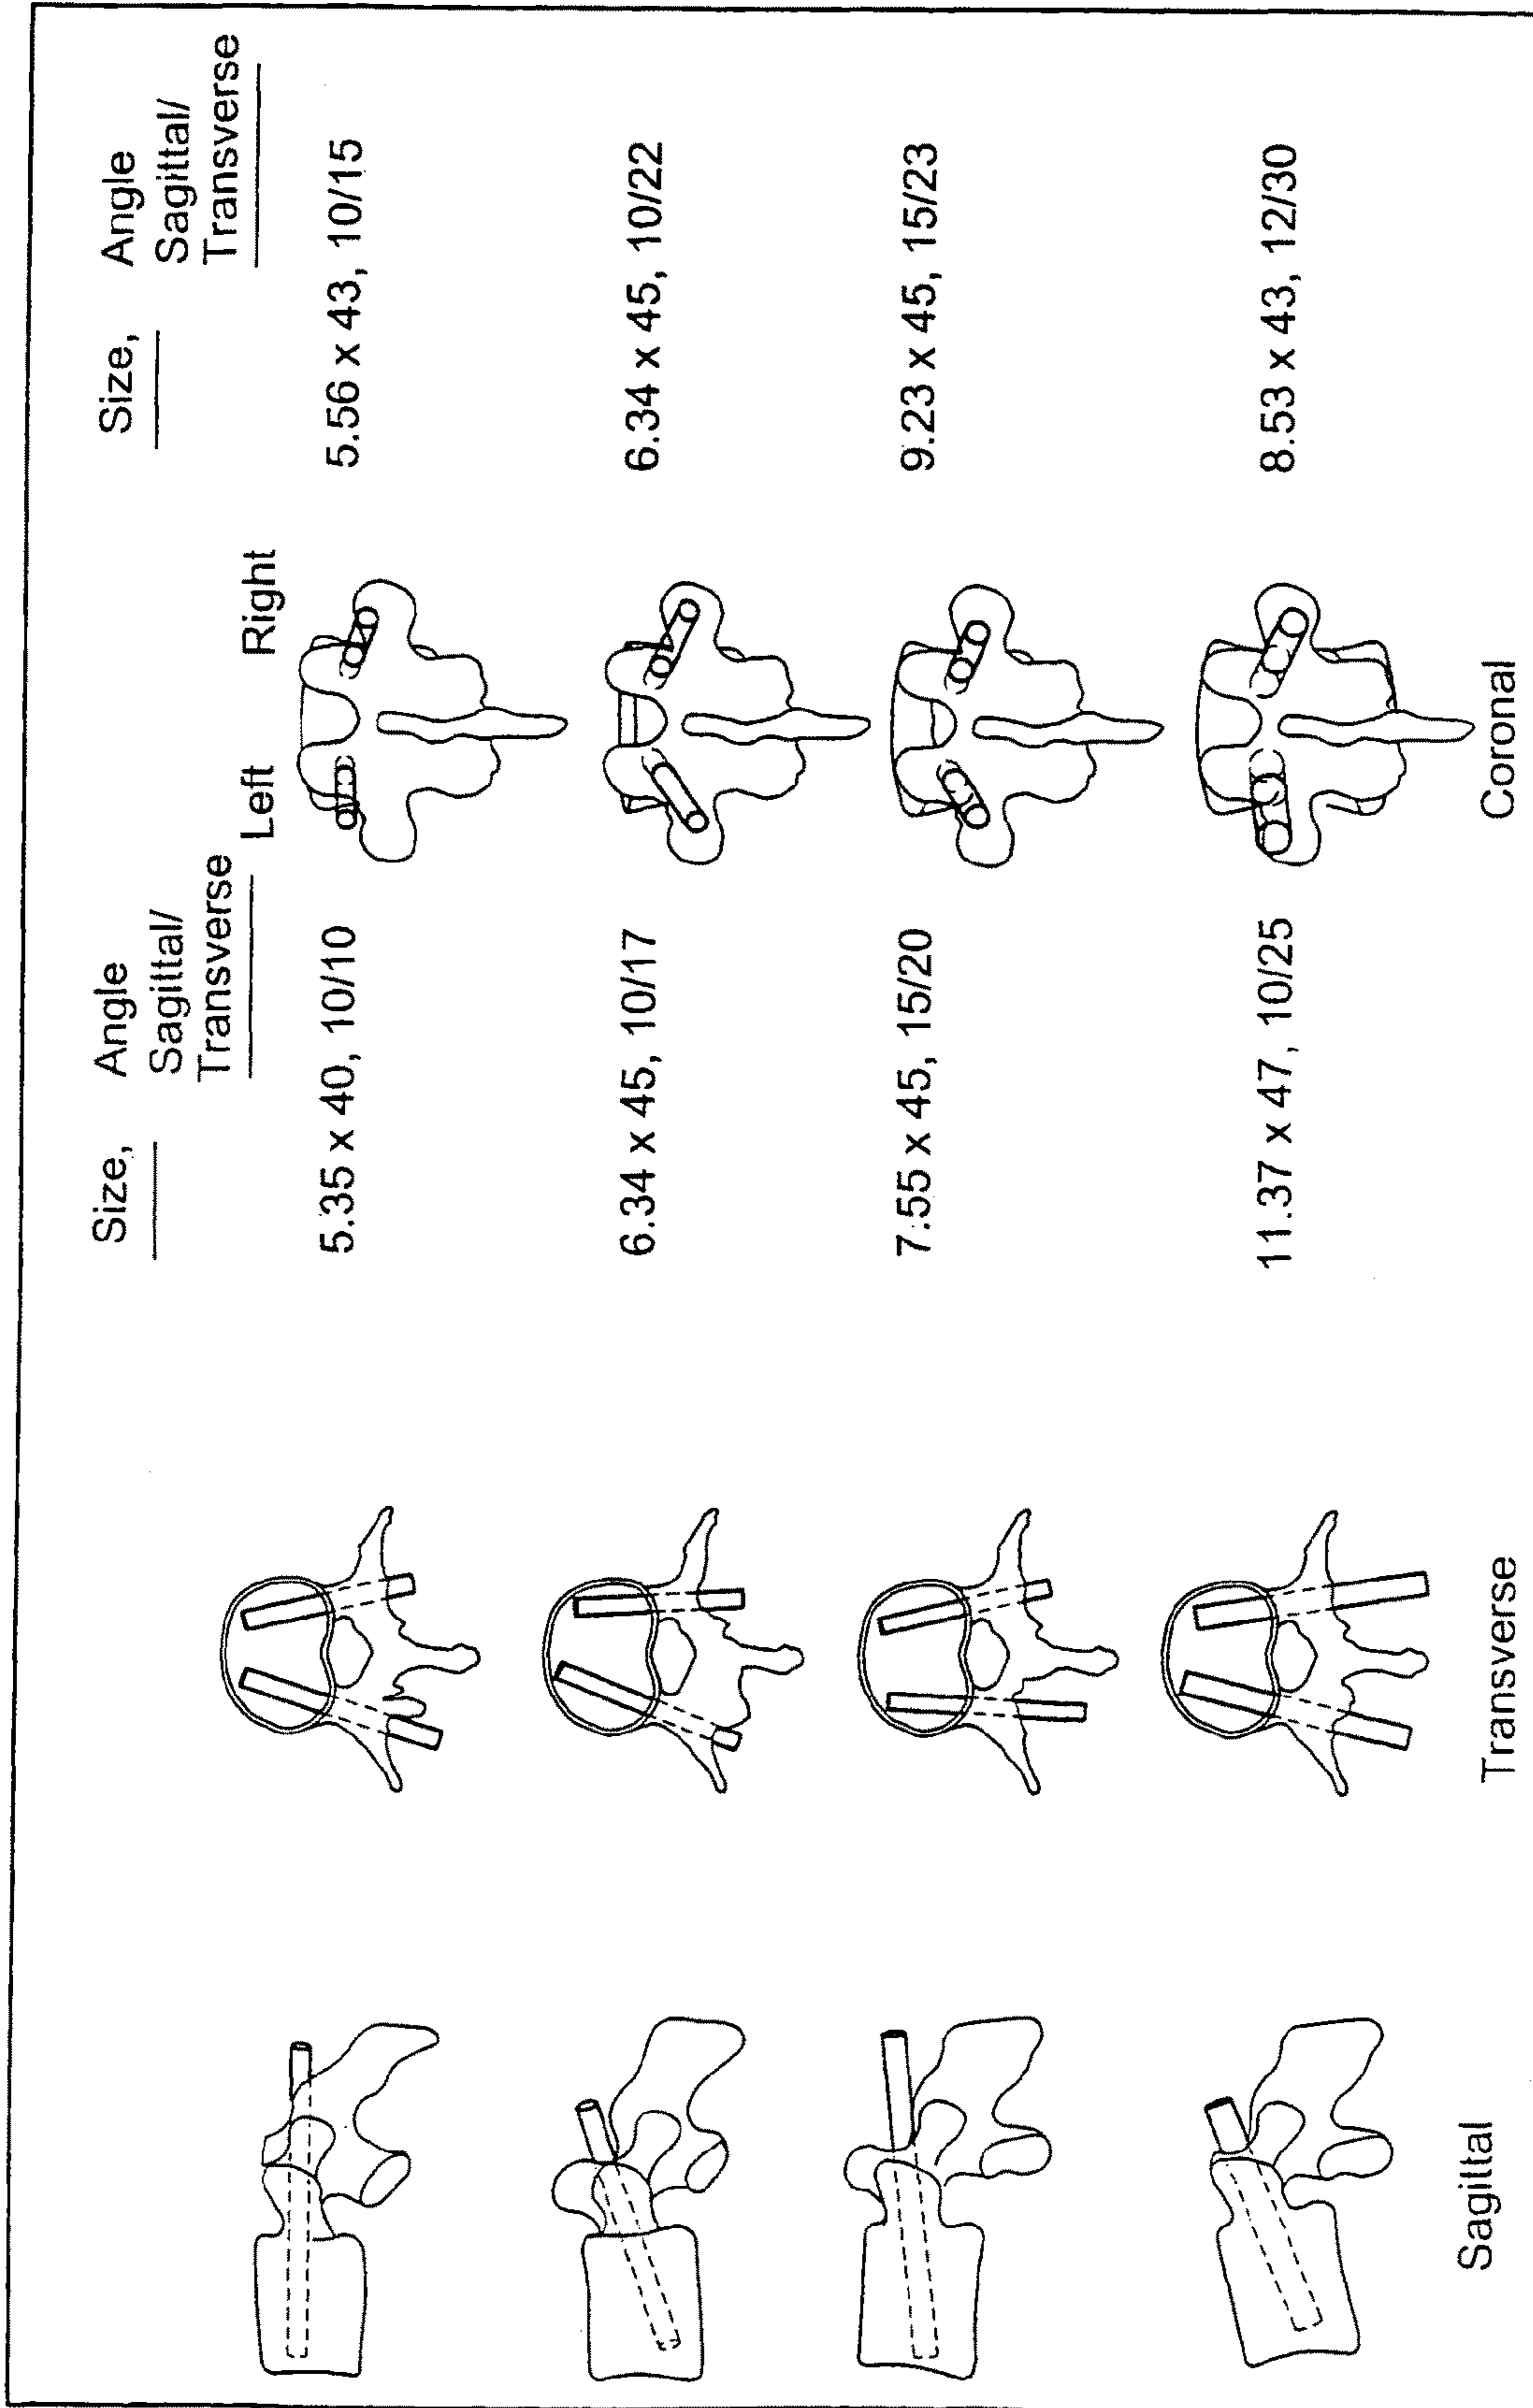 Size,
Angle
Sagittal/
Transverse
Left
Right
Size,
Angle
Sagittal/
Transverse
5.35 x 40, 10/10
5.56 x 43, 10/15
6.34 x 45, 10/17
6.34 x 45, 10/22
7.55 x 45, 15/20
9.23 x 45, 15/23
11.37 x 47, 10/25
8.53 x 43, 12/30
Sagittal
Transverse
Coronal